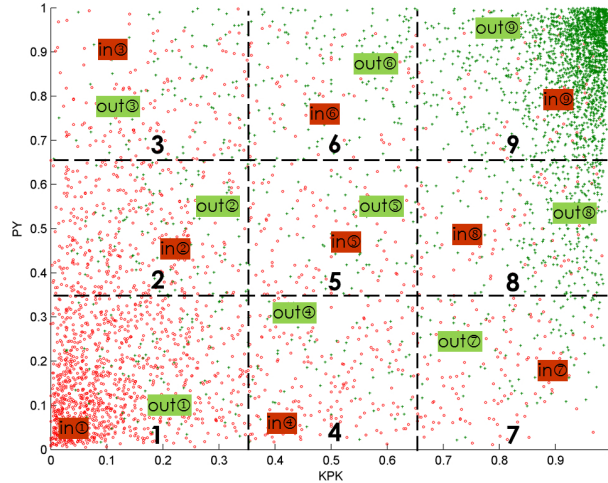 1
0.9
in③
out⑨
out⑥
0.8
out③
in⑥
in⑨
0.7
3
6
9
0.6
out②
out⑤
out⑧
0.5
PY
in②
in⑤
in⑧
0.4
2
5
8
0.3
out④
out⑦
0.2
in⑦
0.1
out①
in①
in④
1
4
7
0
0
0.1
0.2
0.3
0.4
0.5
0.6
0.7
0.8
0.9
KPK